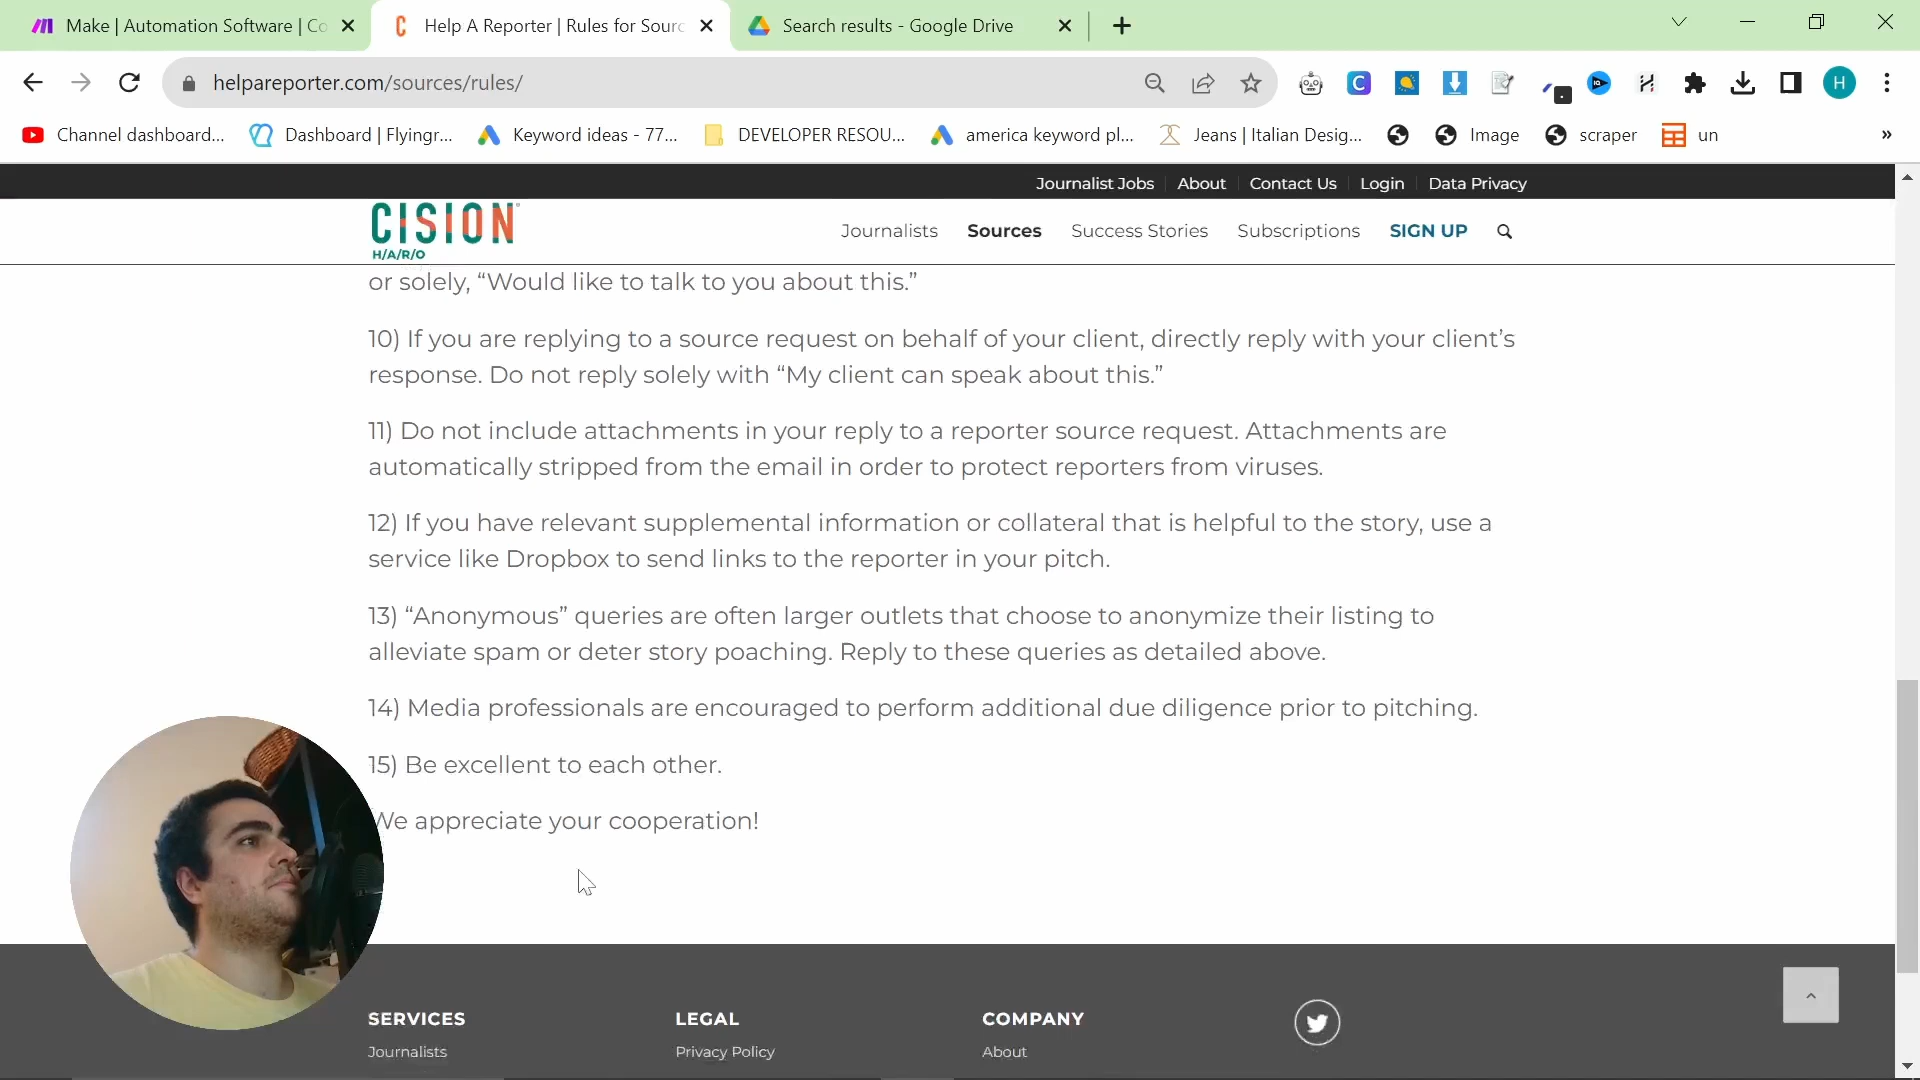 Make | Automation Software | Co
Help A Reporter | Rules for Sourc
Search results - Google Drive
helpareporter.com/sources/rules/
H
Channel dashboard...
Dashboard | Flyingr...
Keyword ideas - 77...
DEVELOPER RESOU...
america keyword pl...
Jeans | Italian Desig...
Image
scraper
un
»
Journalist Jobs
About
Contact Us
Login
Data Privacy
CISION
H/A/R/O
Journalists
Sources
Success Stories
Subscriptions
SIGN UP
or solely, “Would like to talk to you about this.”
10) If you are replying to a source request on behalf of your client, directly reply with your client’s
response. Do not reply solely with “My client can speak about this.”
11) Do not include attachments in your reply to a reporter source request. Attachments are
automatically stripped from the email in order to protect reporters from viruses.
12) If you have relevant supplemental information or collateral that is helpful to the story, use a
service like Dropbox to send links to the reporter in your pitch.
13) “Anonymous” queries are often larger outlets that choose to anonymize their listing to
alleviate spam or deter story poaching. Reply to these queries as detailed above.
14) Media professionals are encouraged to perform additional due diligence prior to pitching.
15) Be excellent to each other.
We appreciate your cooperation!
SERVICES
LEGAL
COMPANY
Journalists
Privacy Policy
About